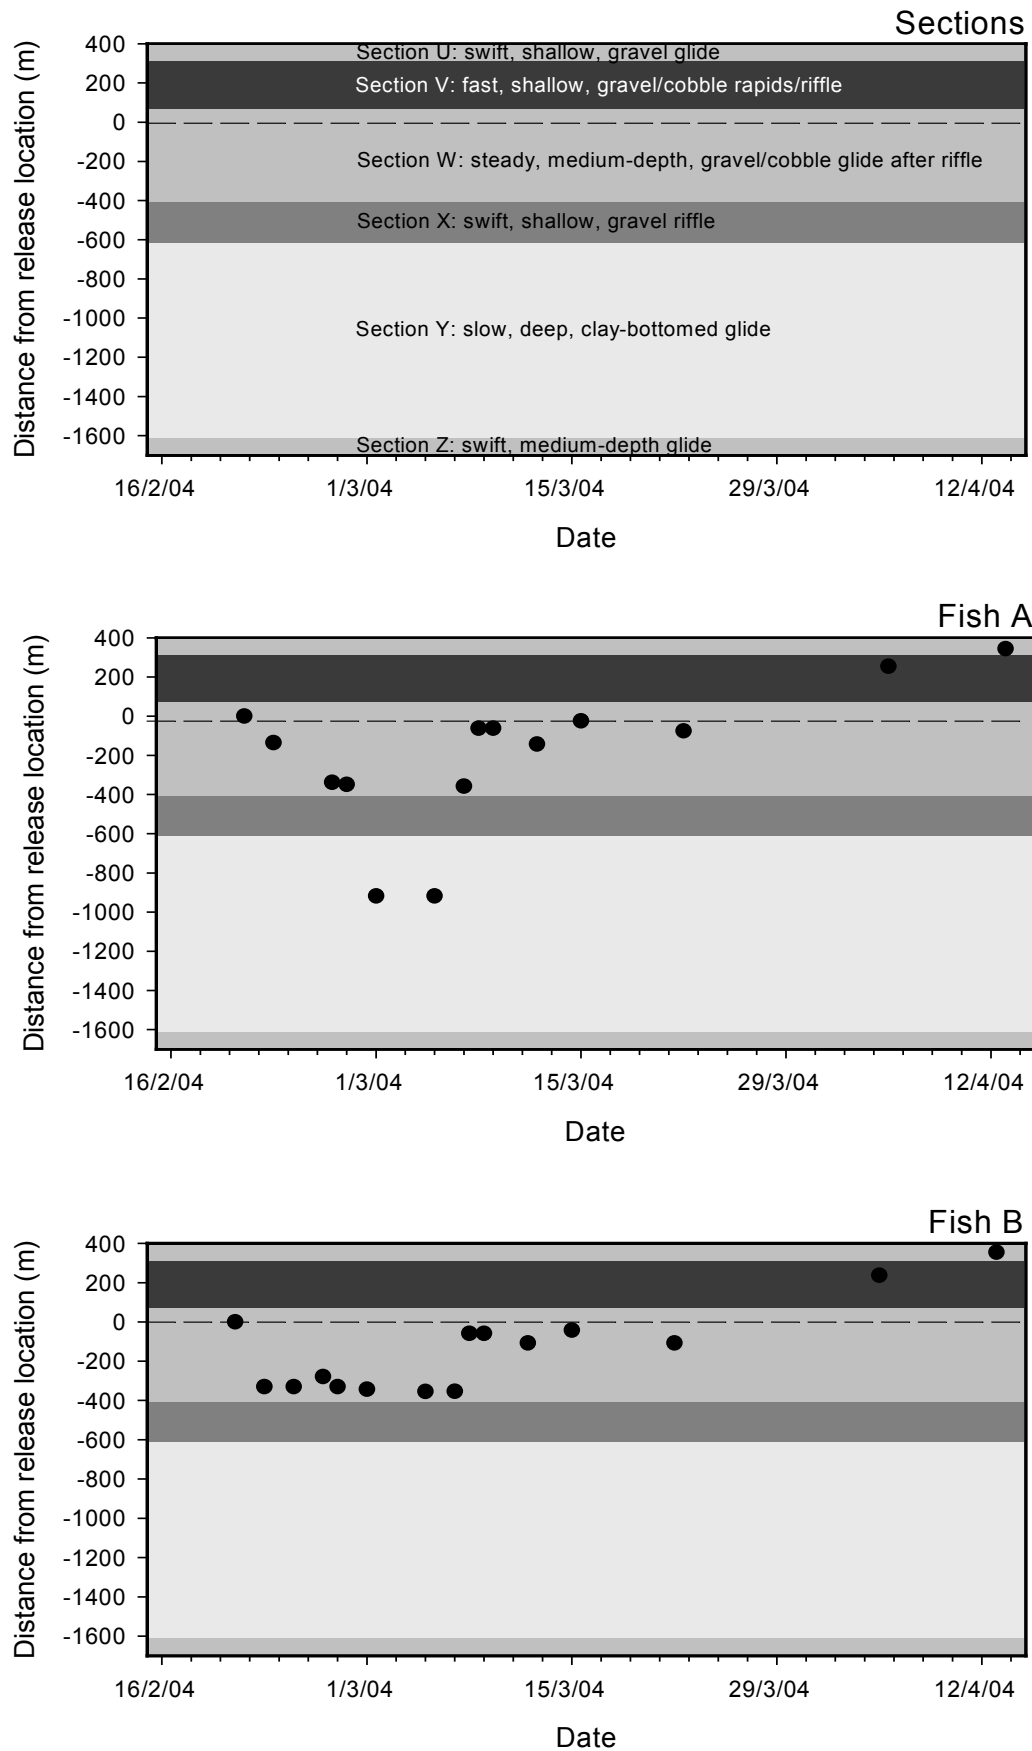 Sections
Distance from release location (m)
400
200
0
-200
-400
-600
-800
-1000
-1200
-1400
-1600
Section U: swift, shallow, gravel glide
Section V: fast, shallow, gravel/cobble rapids/riffle
Section W: steady, medium-depth, gravel/cobble glide after riffle
Section X: swift, shallow, gravel riffle
Section Y: slow, deep, clay-bottomed glide
Section Z: swift, medium-depth glide
16/2/04 1/3/04 15/3/04 29/3/04 12/4/04
Date
Fish A
Distance from release location (m)
400
200
0
-200
-400
-600
-800
-1000
-1200
-1400
-1600
16/2/04 1/3/04 15/3/04 29/3/04 12/4/04
Date
Fish B
Distance from release location (m)
400
200
0
-200
-400
-600
-800
-1000
-1200
-1400
-1600
16/2/04 1/3/04 15/3/04 29/3/04 12/4/04
Date